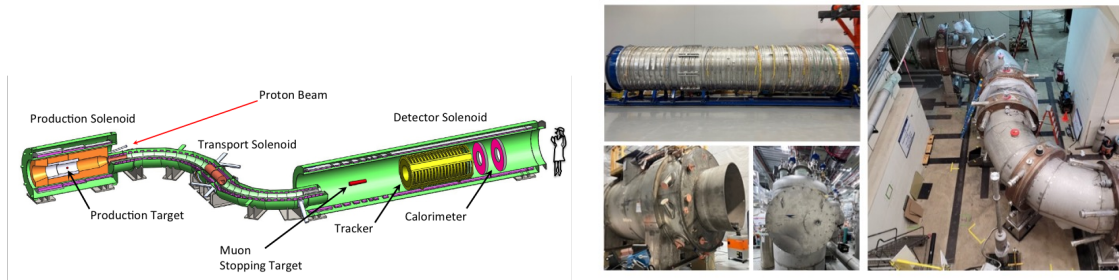 Proton Beam
Production Solenoid
Detector Solenoid
Transport Solenoid
Production Target
Calorimeter
Tracker
Muon
Stopping Target